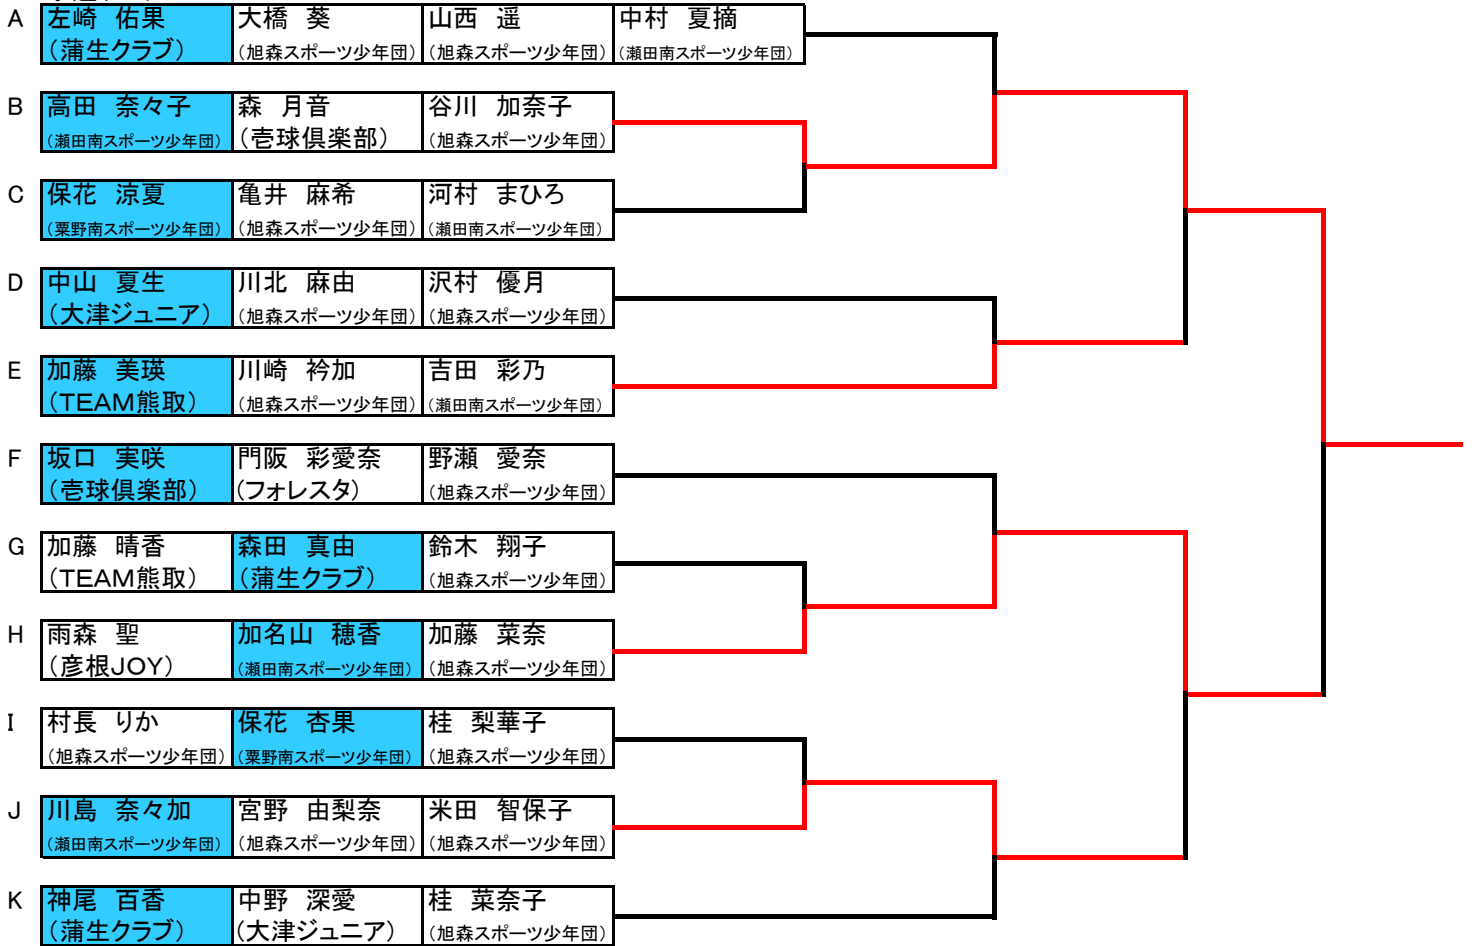 A
左崎 佑果
（蒲生クラブ）
大橋 葵
（旭森スポーツ少年団）
山西 遥
（旭森スポーツ少年団）
中村 夏摘
（瀬田南スポーツ少年団）
B
高田 奈々子
（瀬田南スポーツ少年団）
森 月音
（壱球倶楽部）
谷川 加奈子
（旭森スポーツ少年団）
C
保花 涼夏
（粟野南スポーツ少年団）
亀井 麻希
（旭森スポーツ少年団）
河村 まひろ
（瀬田南スポーツ少年団）
D
中山 夏生
（大津ジュニア）
川北 麻由
（旭森スポーツ少年団）
沢村 優月
（旭森スポーツ少年団）
E
加藤 美瑛
（TEAM熊取）
川崎 衿加
（旭森スポーツ少年団）
吉田 彩乃
（瀬田南スポーツ少年団）
F
坂口 実咲
（壱球倶楽部）
門阪 彩愛奈
（フォレスタ）
野瀬 愛奈
（旭森スポーツ少年団）
G
加藤 晴香
（TEAM熊取）
森田 真由
（蒲生クラブ）
鈴木 翔子
（旭森スポーツ少年団）
H
雨森 聖
（彦根JOY）
加名山 穂香
（瀬田南スポーツ少年団）
加藤 菜奈
（旭森スポーツ少年団）
I
村長 りか
（旭森スポーツ少年団）
保花 杏果
（粟野南スポーツ少年団）
桂 梨華子
（旭森スポーツ少年団）
J
川島 奈々加
（瀬田南スポーツ少年団）
宮野 由梨奈
（旭森スポーツ少年団）
米田 智保子
（旭森スポーツ少年団）
K
神尾 百香
（蒲生クラブ）
中野 深愛
（大津ジュニア）
桂 菜奈子
（旭森スポーツ少年団）